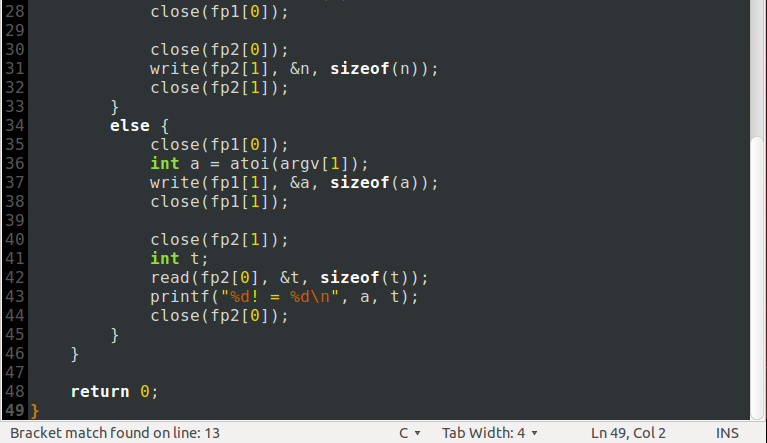 28 close(fp1[0]);
29
30 close(fp2[0]);
31 write(fp2[1], &n, sizeof(n));
32 close(fp2[1]);
33 }
34 else {
35 close(fp1[0]);
36 int a = atoi(argv[1]);
37 write(fp1[1], &a, sizeof(a));
38 close(fp1[1]);
39
40 close(fp2[1]);
41 int t;
42 read(fp2[0], &t, sizeof(t));
43 printf("%d! = %d\n", a, t);
44 close(fp2[0]);
45 }
46 }
47
48 return 0;
49 }
Bracket match found on line: 13 C Tab Width: 4 Ln 49, Col 2 INS